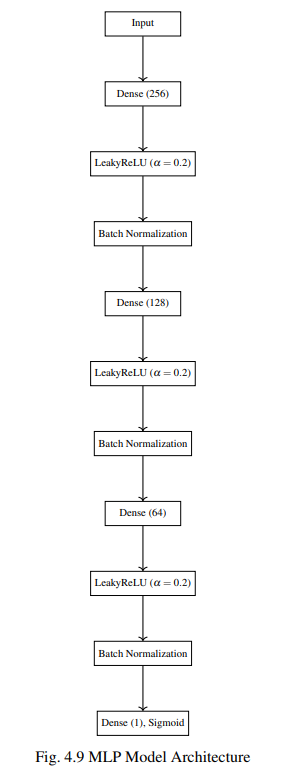 Input
Dense (256)
LeakyReLU (α = 0.2)
Batch Normalization
Dense (128)
LeakyReLU (α = 0.2)
Batch Normalization
Dense (64)
LeakyReLU (α = 0.2)
Batch Normalization
Dense (1), Sigmoid
Fig. 4.9 MLP Model Architecture